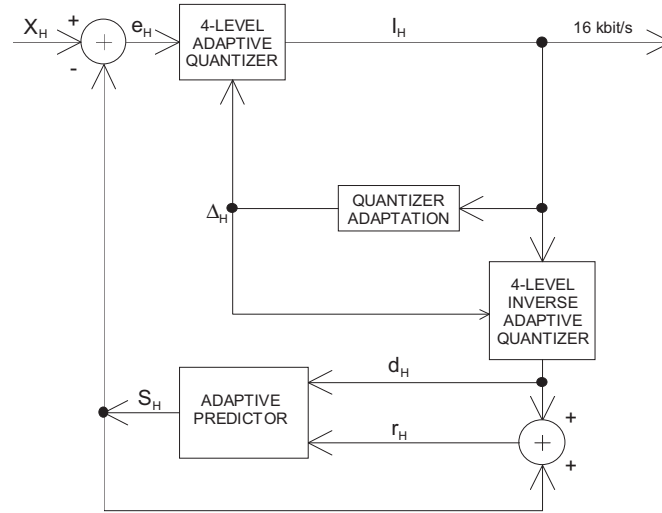 X_H
+
-
+
e_H
4-LEVEL
ADAPTIVE
QUANTIZER
I_H
16 kbit/s
Δ_H
QUANTIZER
ADAPTATION
4-LEVEL
INVERSE
ADAPTIVE
QUANTIZER
S_H
ADAPTIVE
PREDICTOR
d_H
r_H
+
+
+